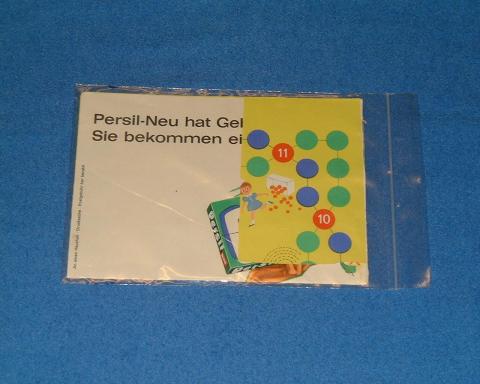 Persil-Neu hat Gel
Sie bekommen ei
11
10